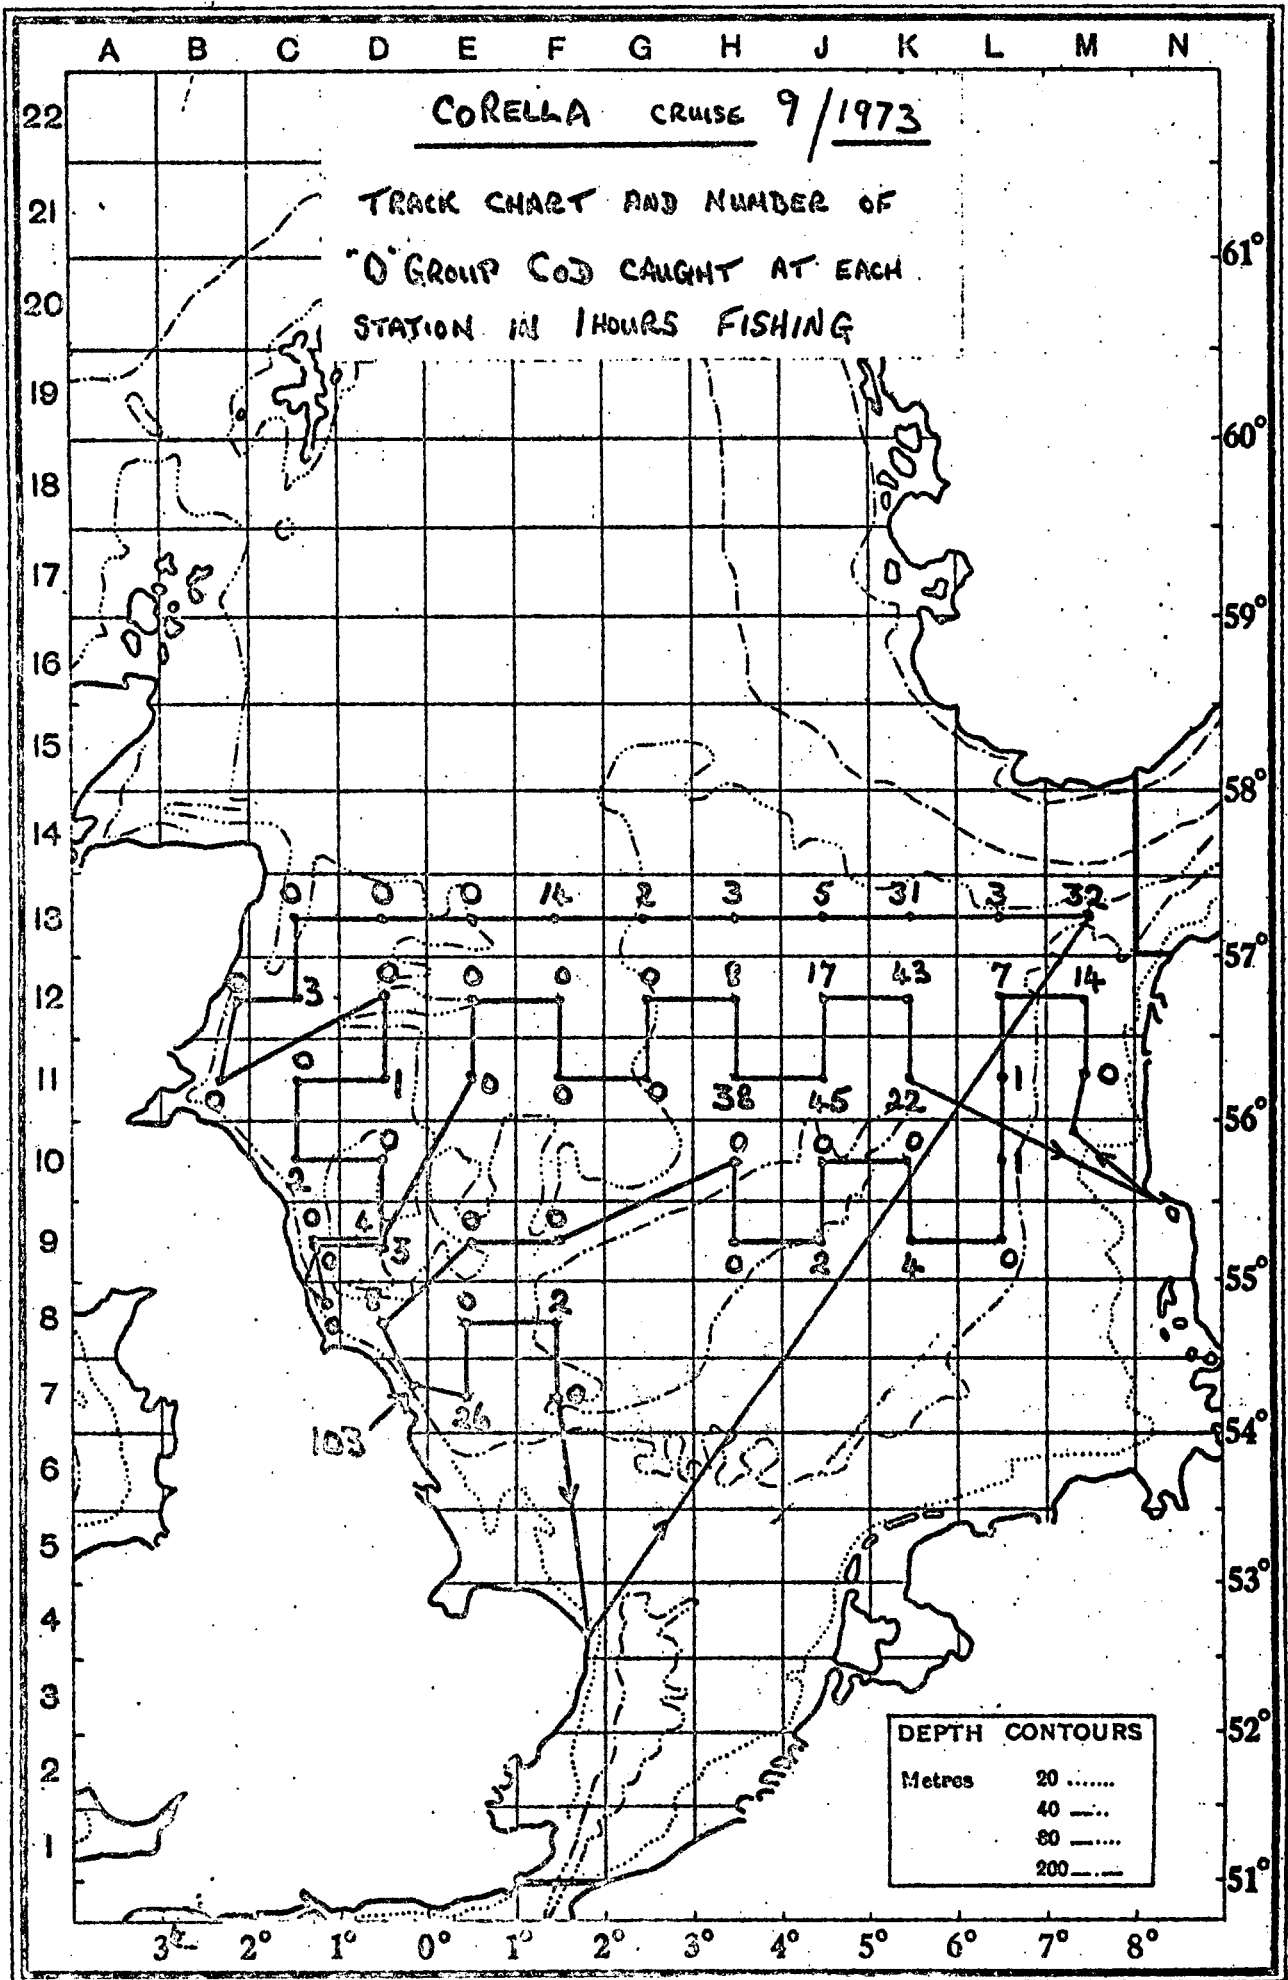 A B C D E F G H J K L M N
CORELLA CRUISE 9/1973
TRACK CHART AND NUMBER OF
"O" GROUP COD CAUGHT AT EACH
STATION IN 1 HOURS FISHING
22
21
61°
20
19
60°
18
17
59°
16
15
58°
14
0 0 0 14 2 3 5 31 3 32
13
57°
0 3 0 0 0 0 8 17 43 7 14
12
0 0 1 0 0 0 38 45 22 1 0
11
56°
2 0 0 0 0 1
10
0 4 3 0 0 0 0 2 4 0
9
55°
0 8 0 2
8
26 0
7
103
54°
6
5
53°
4
3
52°
2
1
51°
DEPTH CONTOURS
Metres 20
40
80
200
3° 2° 1° 0° 1° 2° 3° 4° 5° 6° 7° 8°